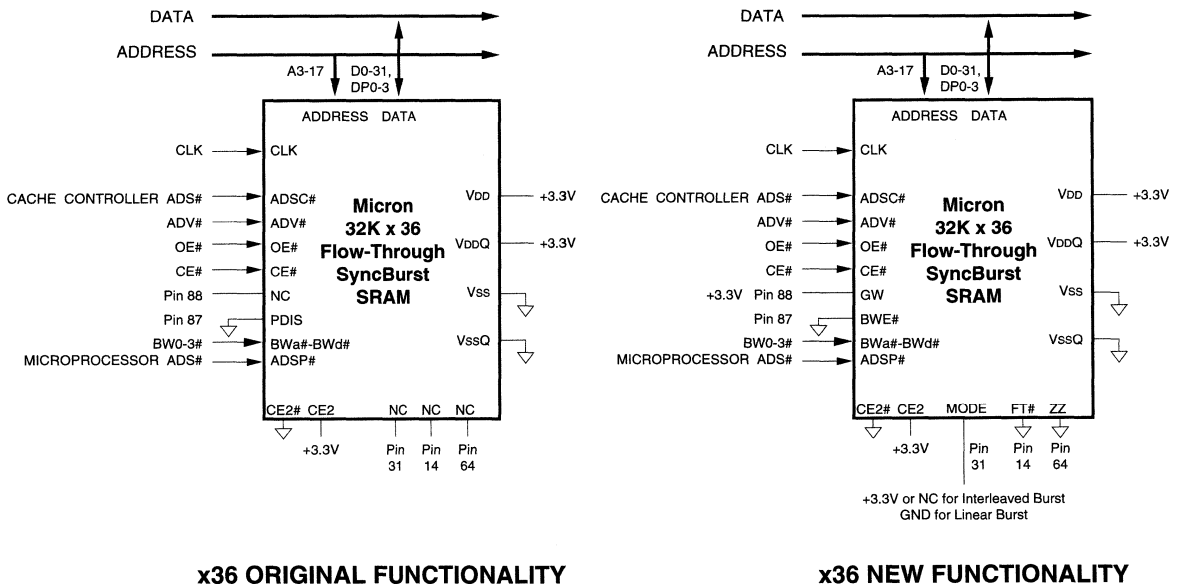 DATA
ADDRESS
A3-17
D0-31,
DP0-3
ADDRESS DATA
CLK
CLK
CACHE CONTROLLER ADS#
ADSC#
ADV#
ADV#
OE#
OE#
CE#
CE#
Pin 88
NC
Pin 87
PDIS
BW0-3#
BWa#-BWd#
MICROPROCESSOR ADS#
ADSP#
Micron
32K x 36
Flow-Through
SyncBurst
SRAM
VDD
+3.3V
VDDQ
+3.3V
VSS
VSSQ
CE2# CE2 NC NC NC
+3.3V
Pin
31
Pin
14
Pin
64
x36 ORIGINAL FUNCTIONALITY
DATA
ADDRESS
A3-17
D0-31,
DP0-3
ADDRESS DATA
CLK
CLK
CACHE CONTROLLER ADS#
ADSC#
ADV#
ADV#
OE#
OE#
CE#
CE#
+3.3V Pin 88
GW
Pin 87
BWE#
BW0-3#
BWa#-BWd#
MICROPROCESSOR ADS#
ADSP#
Micron
32K x 36
Flow-Through
SyncBurst
SRAM
VDD
+3.3V
VDDQ
+3.3V
VSS
VSSQ
CE2# CE2 MODE FT# ZZ
+3.3V
Pin
31
Pin
14
Pin
64
+3.3V or NC for Interleaved Burst
GND for Linear Burst
x36 NEW FUNCTIONALITY